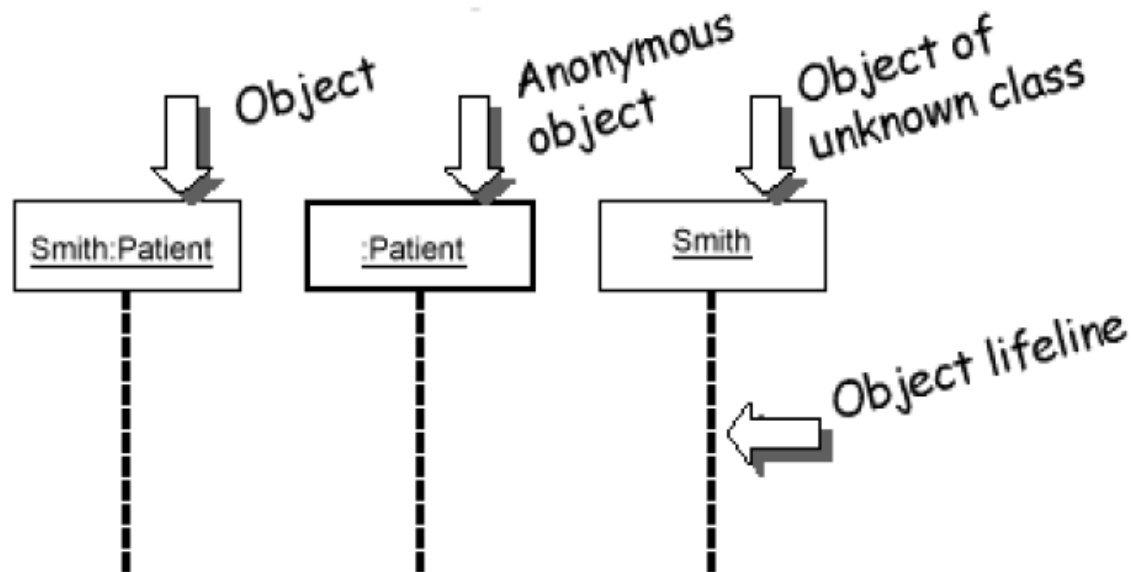 Object
Anonymous
object
Object of
unknown class
Smith:Patient
:Patient
Smith
Object lifeline